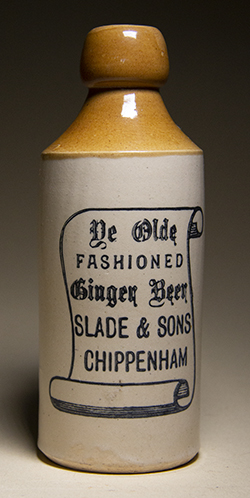 Ye Olde
FASHIONED
Ginger Beer
SLADE & SONS
CHIPPENHAM